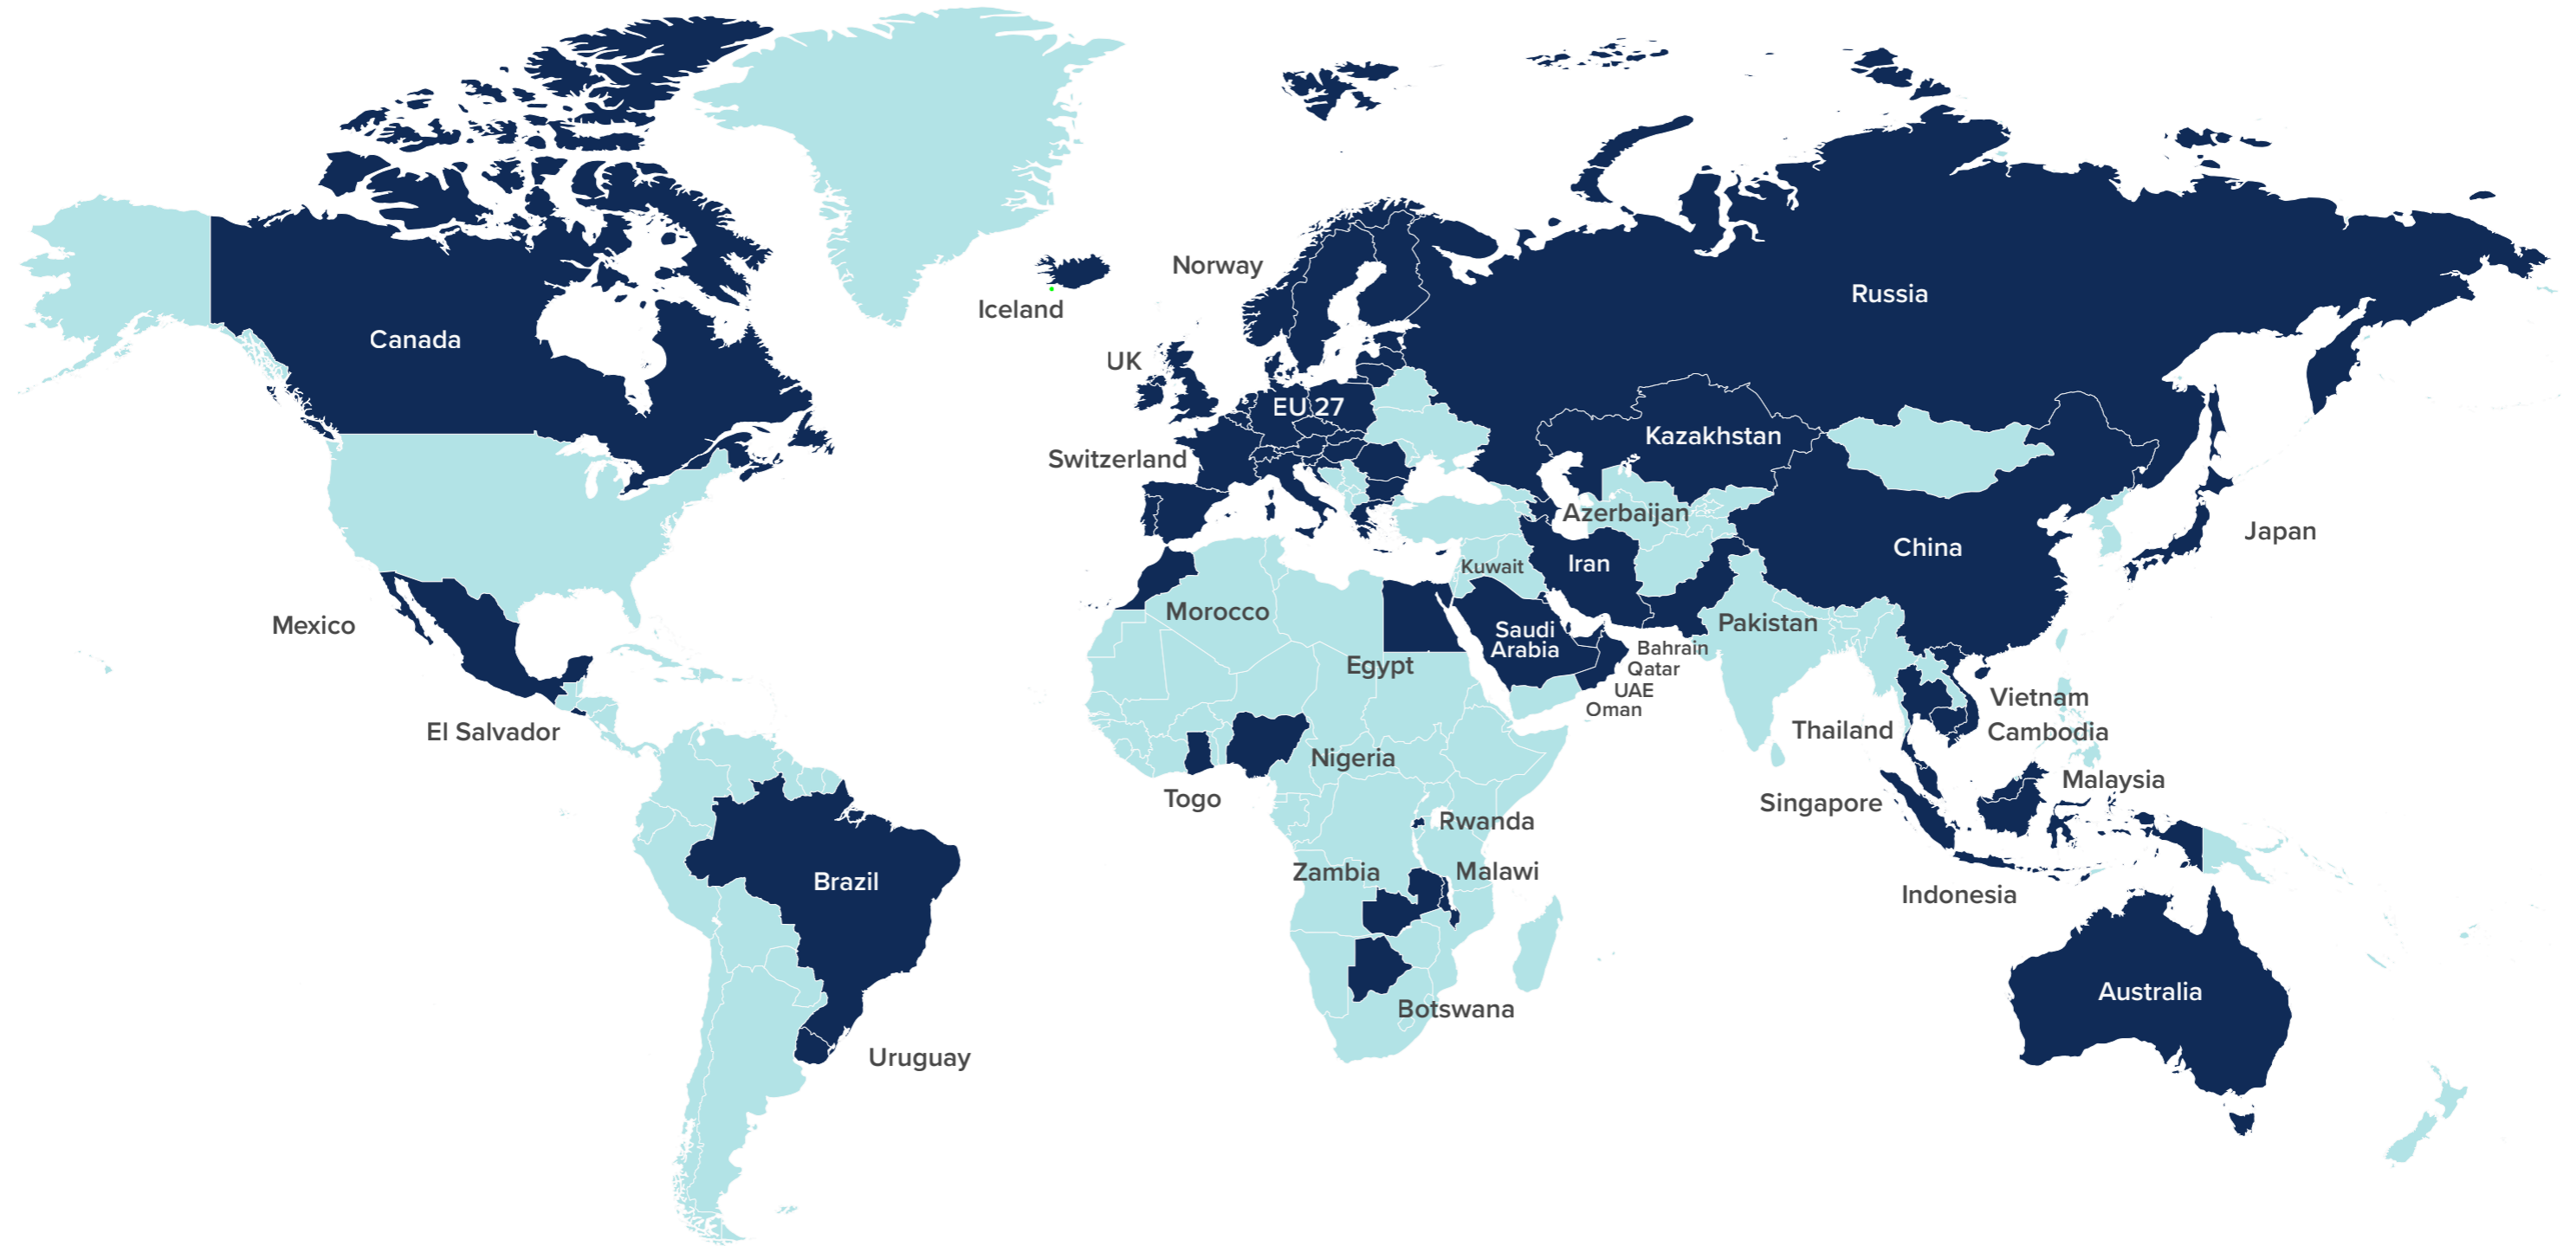 Norway
Iceland
Russia
Canada
UK
EU 27
Kazakhstan
Switzerland
Azerbaijan
Japan
China
Iran
Kuwait
Morocco
Mexico
Pakistan
Saudi
Arabia
Bahrain
Egypt
Qatar
UAE
Oman
Vietnam
El Salvador
Thailand
Cambodia
Nigeria
Malaysia
Togo
Singapore
Rwanda
Zambia
Malawi
Brazil
Indonesia
Australia
Botswana
Uruguay